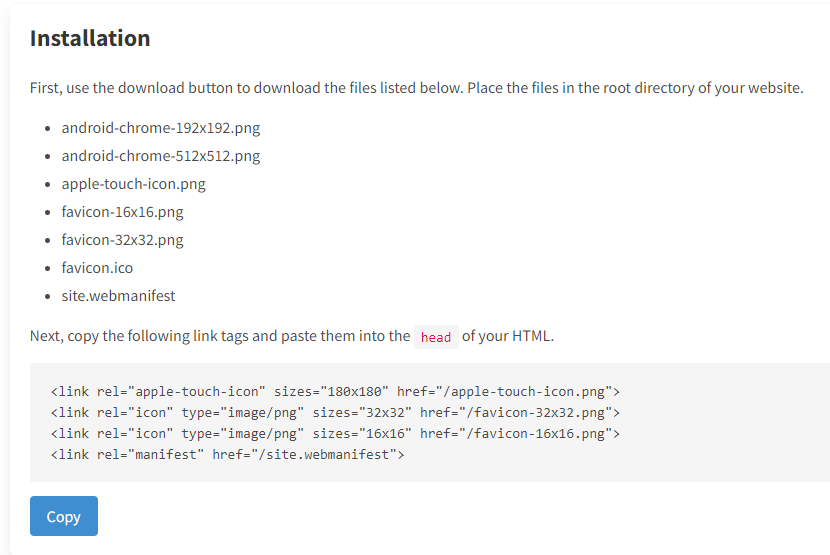 Installation
First, use the download button to download the files listed below. Place the files in the root directory of your website.
android-chrome-192x192.png
android-chrome-512x512.png
apple-touch-icon.png
favicon-16x16.png
favicon-32x32.png
favicon.ico
site.webmanifest
Next, copy the following link tags and paste them into the head of your HTML.
<link rel="apple-touch-icon" sizes="180x180" href="/apple-touch-icon.png">
<link rel="icon" type="image/png" sizes="32x32" href="/favicon-32x32.png">
<link rel="icon" type="image/png" sizes="16x16" href="/favicon-16x16.png">
<link rel="manifest" href="/site.webmanifest">
Copy